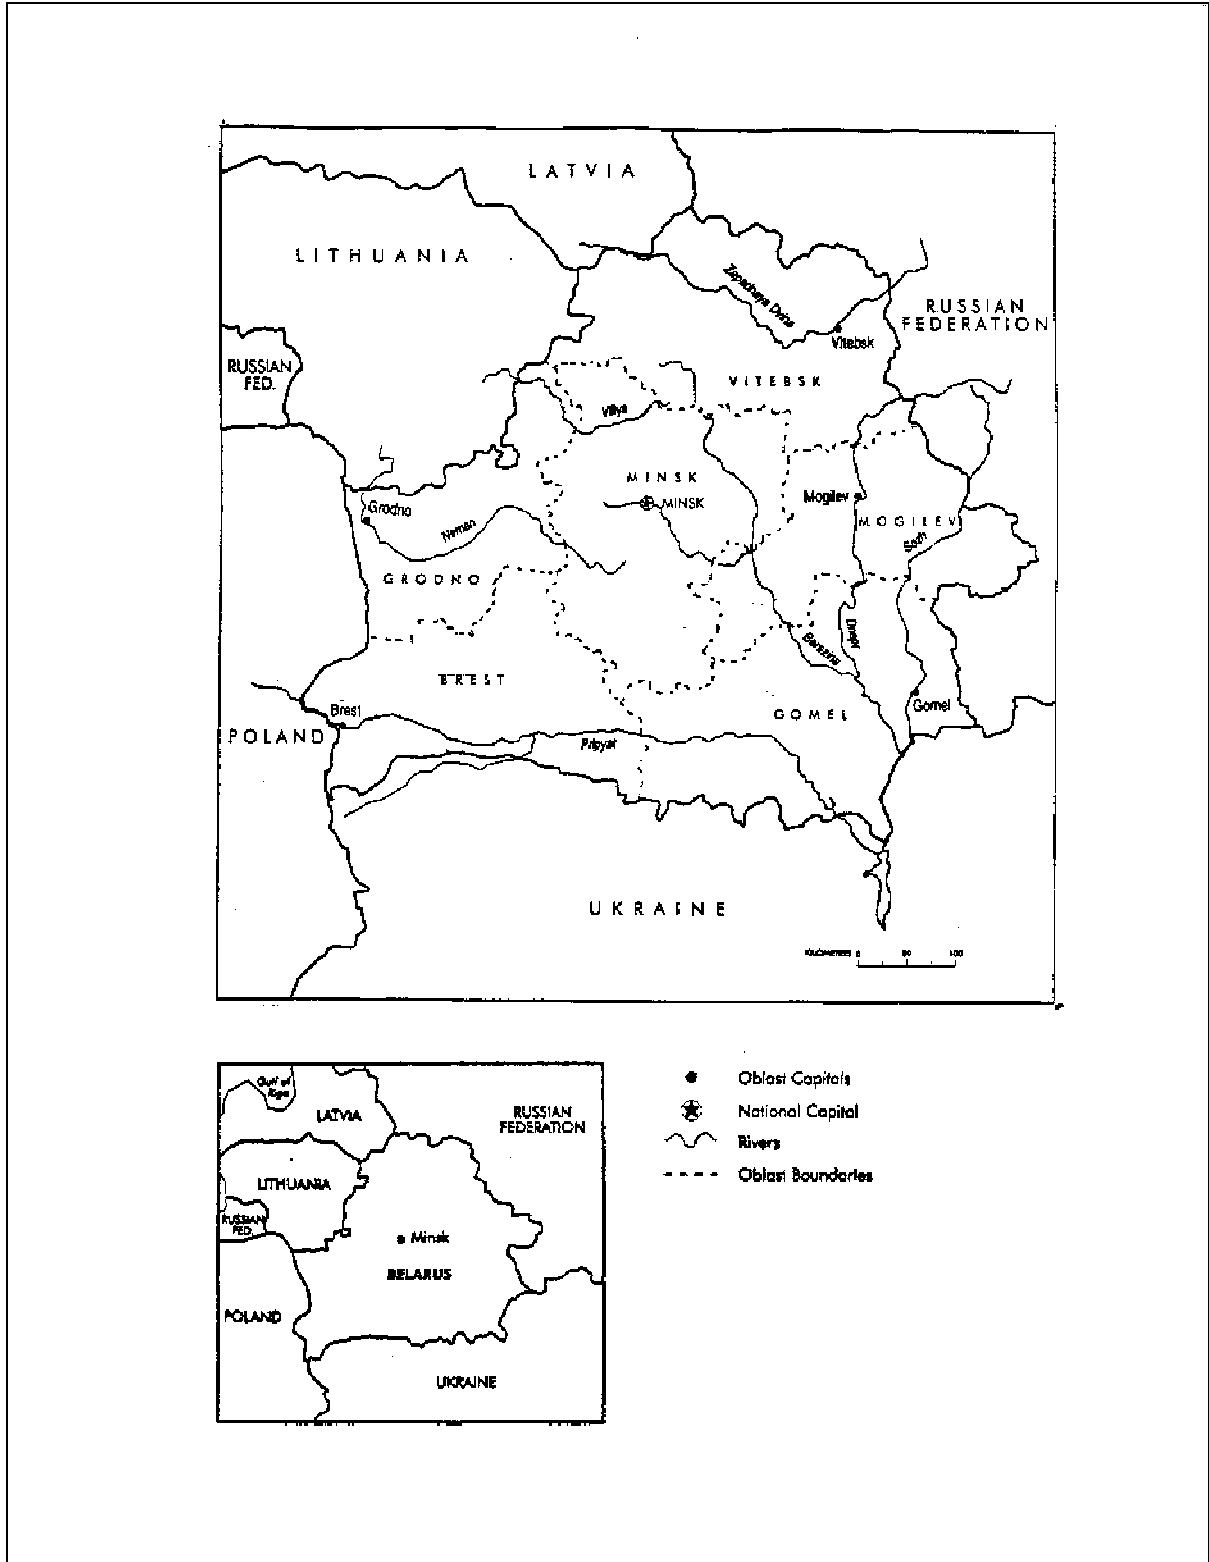 LATVIA
LITHUANIA
Zapadnaya Dvina
RUSSIAN
FEDERATION
Vitebsk
RUSSIAN
FED.
VITEBSK
Viliya
MINSK
MINSK
Mogilev
Grodno
MOGILEV
Neman
Sozh
GRODNO
Dnepr
Berezina
BREST
Brest
Gomel
GOMEL
POLAND
Pripyat
UKRAINE
KILOMETERS 0 50 100
Gulf of
Riga
LATVIA
RUSSIAN
FEDERATION
LITHUANIA
RUSSIAN
FED.
Minsk
BELARUS
POLAND
UKRAINE
Oblast Capitals
National Capital
Rivers
Oblast Boundaries